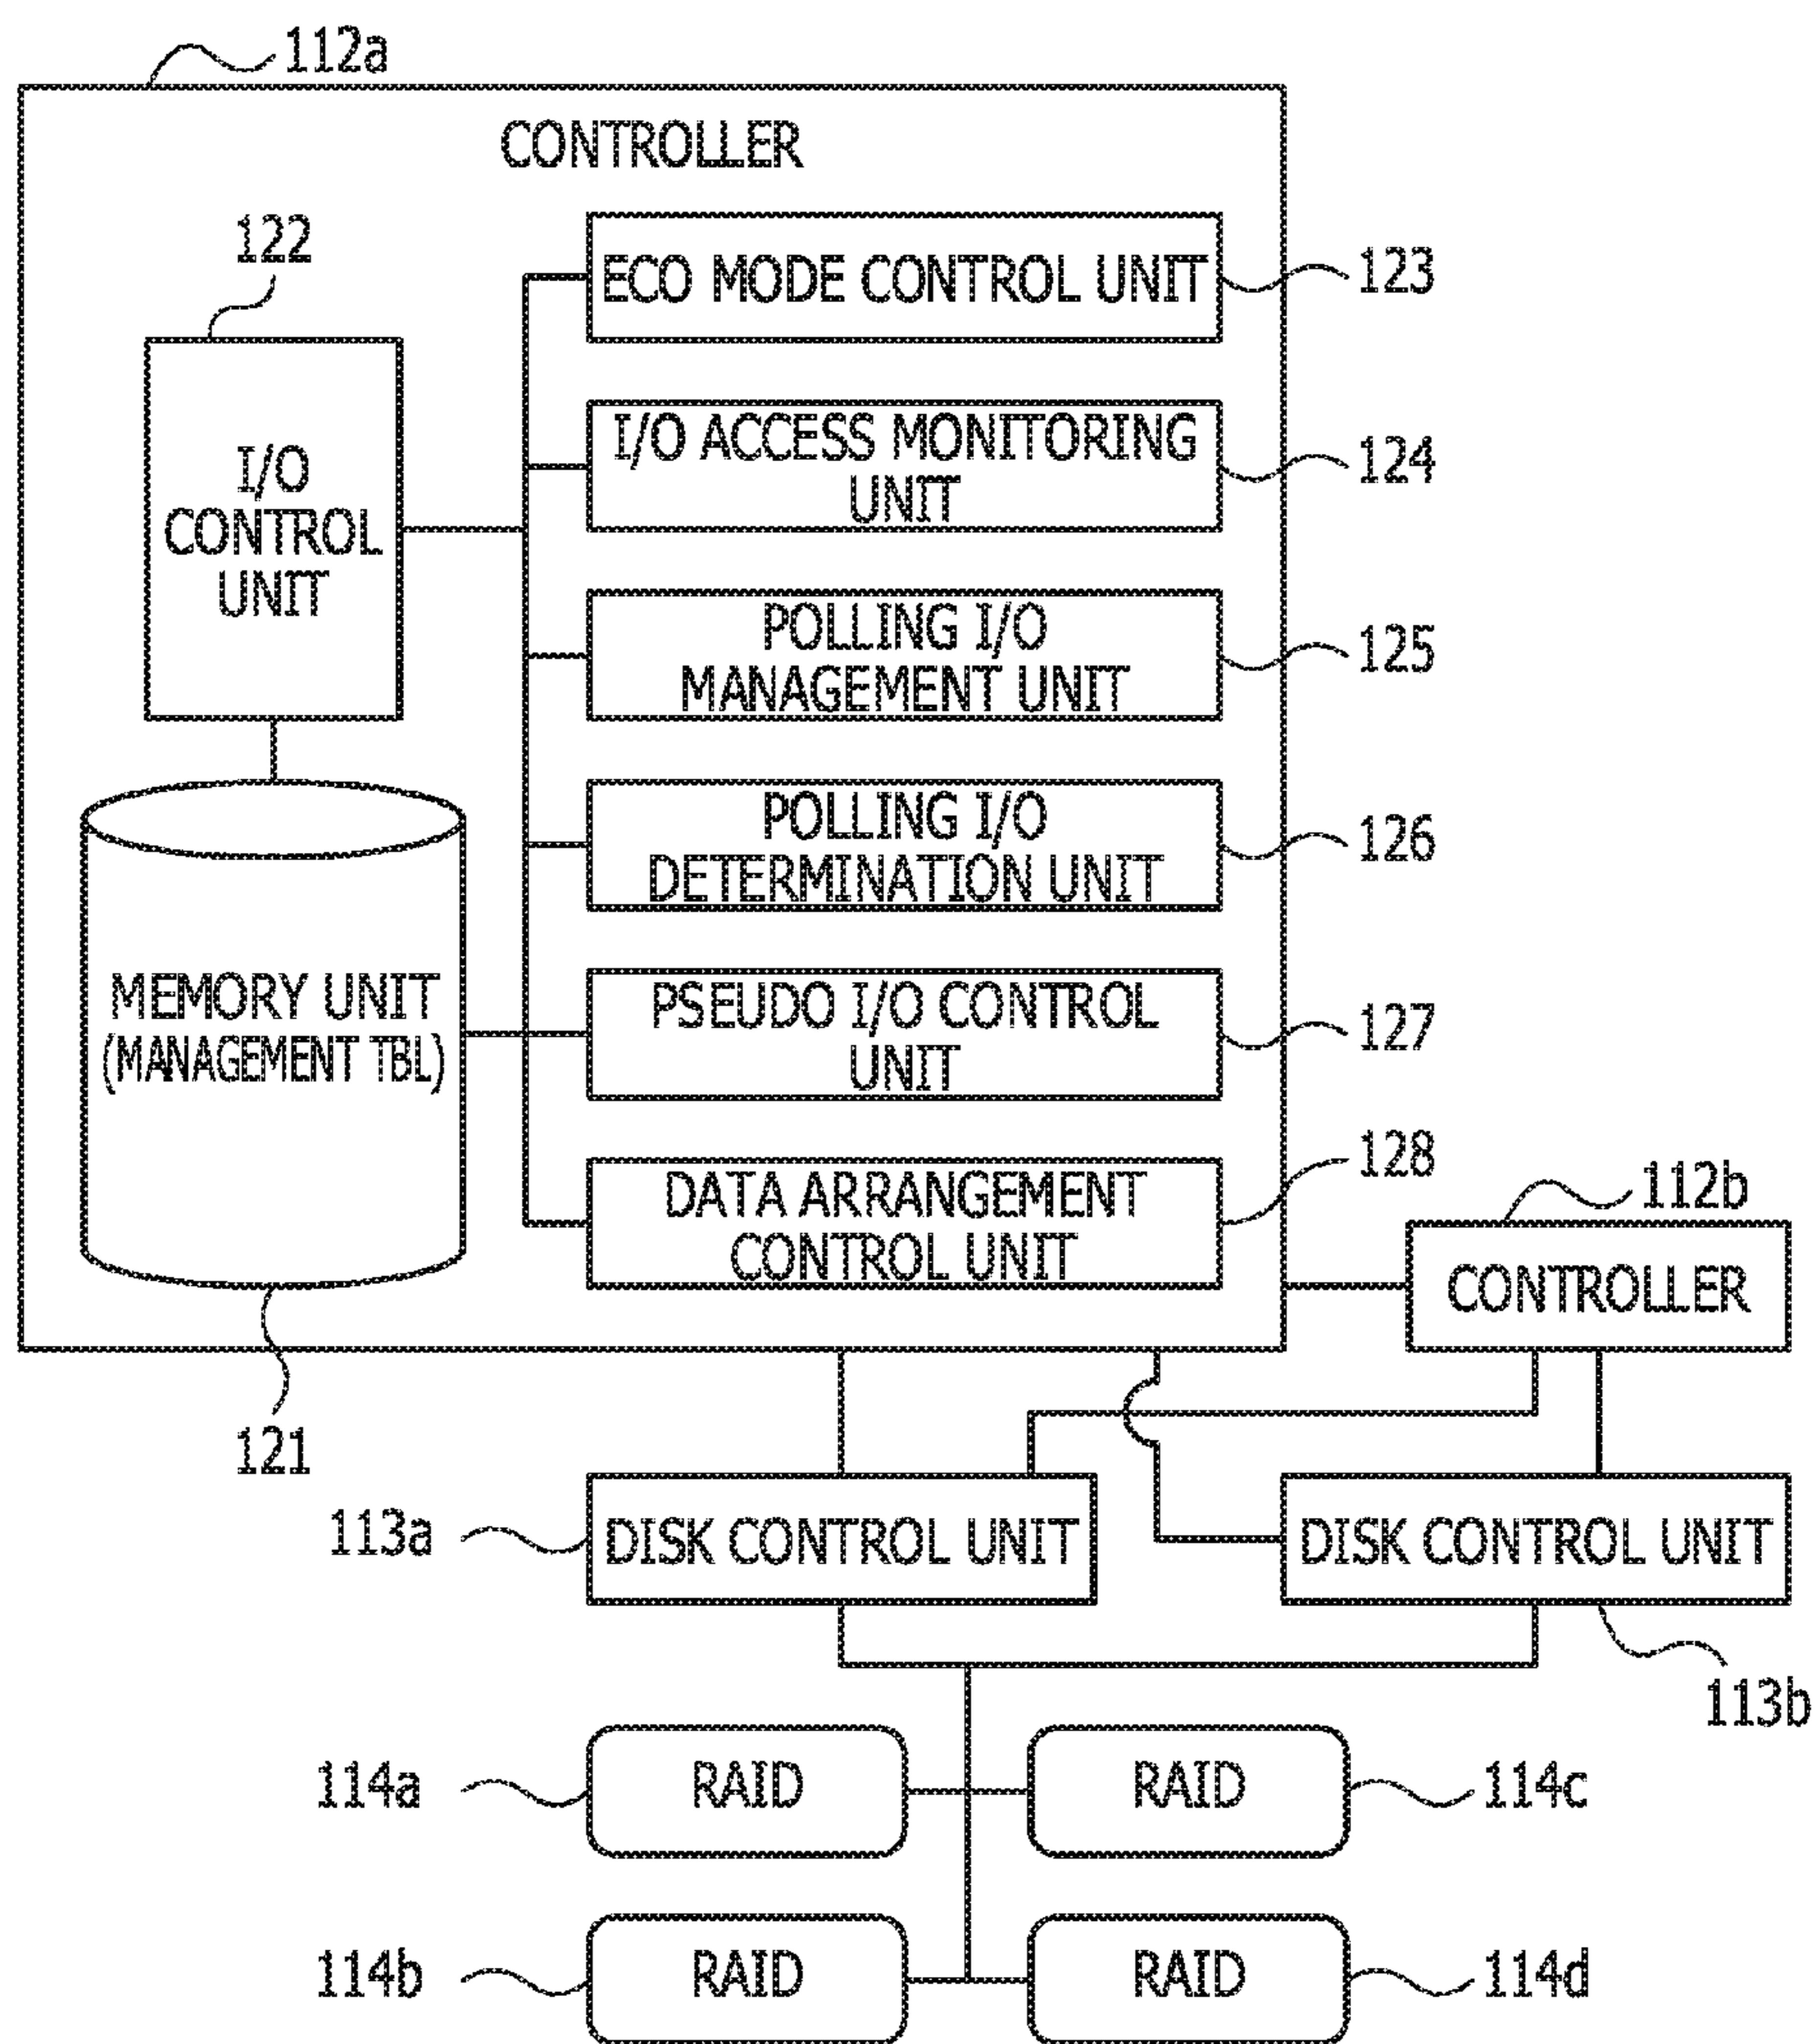 112a
CONTROLLER
122
ECO MODE CONTROL UNIT
123
I/O ACCESS MONITORING
UNIT
124
I/O
CONTROL
UNIT
POLLING I/O
MANAGEMENT UNIT
125
POLLING I/O
DETERMINATION UNIT
126
MEMORY UNIT
(MANAGEMENT TBL)
PSEUDO I/O CONTROL
UNIT
127
DATA ARRANGEMENT
CONTROL UNIT
128
112b
CONTROLLER
121
113a
DISK CONTROL UNIT
DISK CONTROL UNIT
113b
114a
RAID
RAID
114c
114b
RAID
RAID
114d